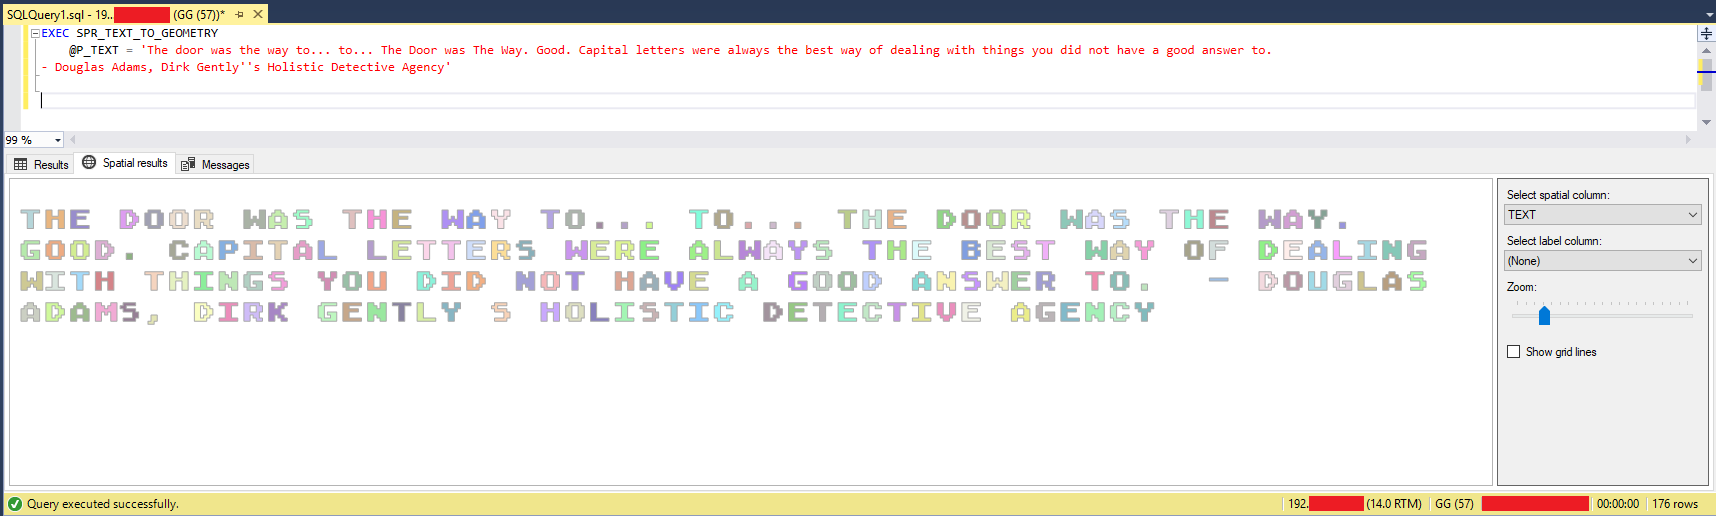 SQLQuery1.sql - 19.. (GG (57))*
EXEC SPR_TEXT_TO_GEOMETRY
@P_TEXT = 'The door was the way to... to... The Door was The Way. Good. Capital letters were always the best way of dealing with things you did not have a good answer to.
- Douglas Adams, Dirk Gently''s Holistic Detective Agency'
99 %
Results Spatial results Messages
THE DOOR WAS THE WAY TO... TO... THE DOOR WAS THE WAY.
GOOD. CAPITAL LETTERS WERE ALWAYS THE BEST WAY OF DEALING
WITH THINGS YOU DID NOT HAVE A GOOD ANSWER TO. - DOUGLAS
ADAMS, DIRK GENTLY S HOLISTIC DETECTIVE AGENCY
Select spatial column:
TEXT
Select label column:
(None)
Zoom:
Show grid lines
Query executed successfully.
192. (14.0 RTM) GG (57) 00:00:00 176 rows